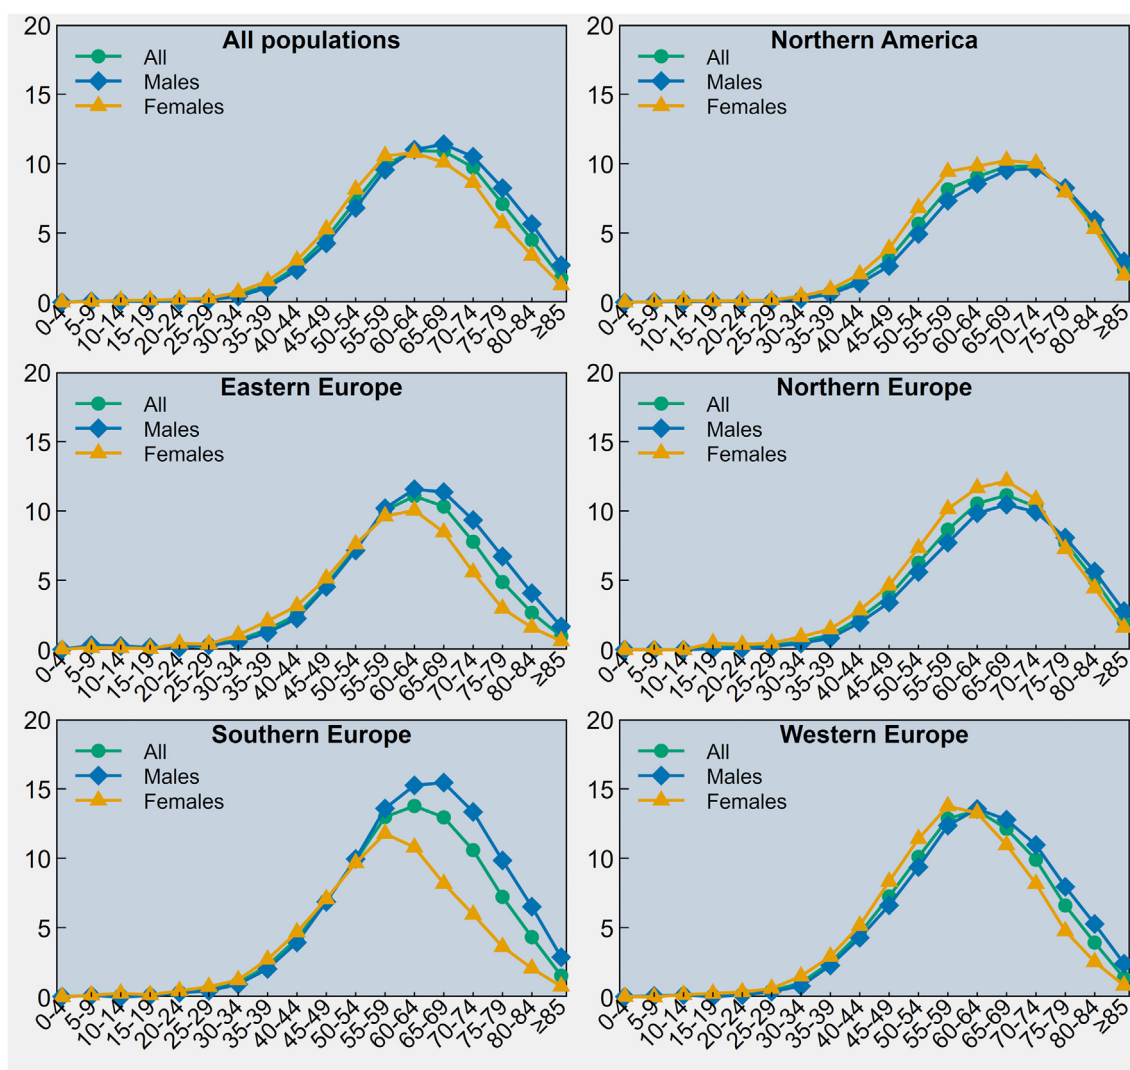 20
All populations
All
Males
Females
15
10
5
0
0-4 5-9 10-14 15-19 20-24 25-29 30-34 35-39 40-44 45-49 50-54 55-59 60-64 65-69 70-74 75-79 80-84 ≥85
20
Northern America
All
Males
Females
15
10
5
0
0-4 5-9 10-14 15-19 20-24 25-29 30-34 35-39 40-44 45-49 50-54 55-59 60-64 65-69 70-74 75-79 80-84 ≥85
20
Eastern Europe
All
Males
Females
15
10
5
0
0-4 5-9 10-14 15-19 20-24 25-29 30-34 35-39 40-44 45-49 50-54 55-59 60-64 65-69 70-74 75-79 80-84 ≥85
20
Northern Europe
All
Males
Females
15
10
5
0
0-4 5-9 10-14 15-19 20-24 25-29 30-34 35-39 40-44 45-49 50-54 55-59 60-64 65-69 70-74 75-79 80-84 ≥85
20
Southern Europe
All
Males
Females
15
10
5
0
0-4 5-9 10-14 15-19 20-24 25-29 30-34 35-39 40-44 45-49 50-54 55-59 60-64 65-69 70-74 75-79 80-84 ≥85
20
Western Europe
All
Males
Females
15
10
5
0
0-4 5-9 10-14 15-19 20-24 25-29 30-34 35-39 40-44 45-49 50-54 55-59 60-64 65-69 70-74 75-79 80-84 ≥85